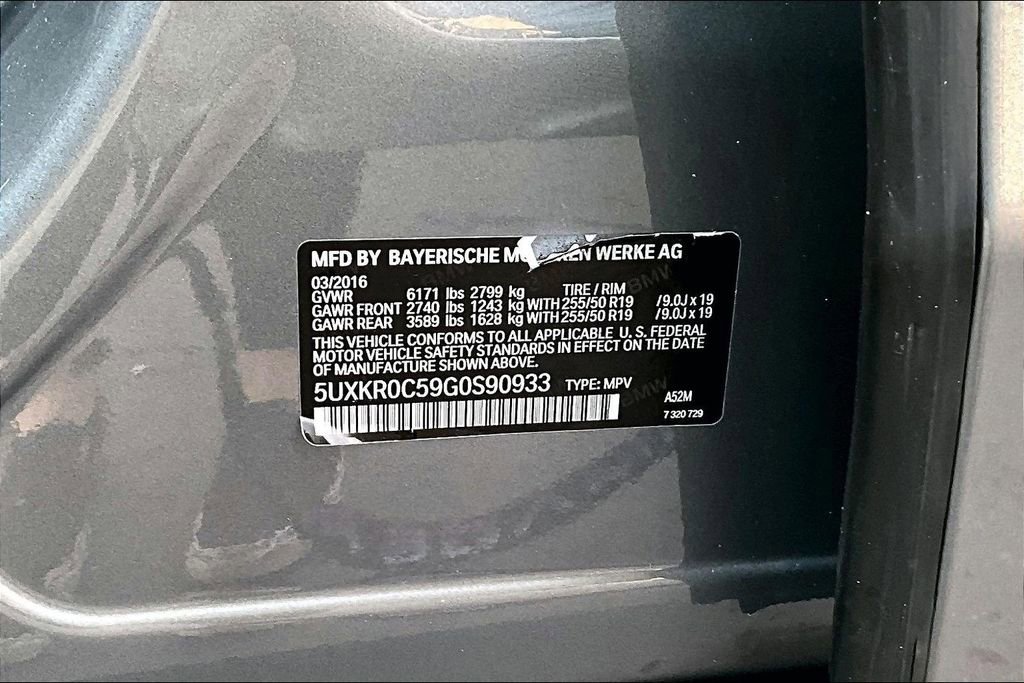 MFD BY BAYERISCHE WERKE AG
03/2016
GVWR 6171 lbs 2799 kg TIRE / RIM
GAWR FRONT 2740 lbs 1243 kg WITH 255/50 R19 /9.0J x 19
GAWR REAR 3589 lbs 1628 kg WITH 255/50 R19 /9.0J x 19
THIS VEHICLE CONFORMS TO ALL APPLICABLE U.S. FEDERAL
MOTOR VEHICLE SAFETY STANDARDS IN EFFECT ON THE DATE
OF MANUFACTURE SHOWN ABOVE.
5UXKR0C59G0S90933 TYPE: MPV
A52M
7 320 729